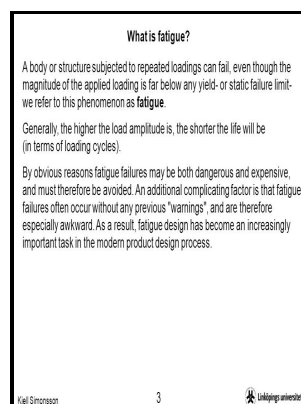 What is fatigue?
A body or structure subjected to repeated loadings can fail, even though the
magnitude of the applied loading is far below any yield- or static failure limit-
we refer to this phenomenon as fatigue.
Generally, the higher the load amplitude is, the shorter the life will be
(in terms of loading cycles).
By obvious reasons fatigue failures may be both dangerous and expensive,
and must therefore be avoided. An additional complicating factor is that fatigue
failures often occur without any previous "warnings", and are therefore
especially awkward. As a result, fatigue design has become an increasingly
important task in the modern product design process.
Kjell Simonsson
3
Linköpings universitet